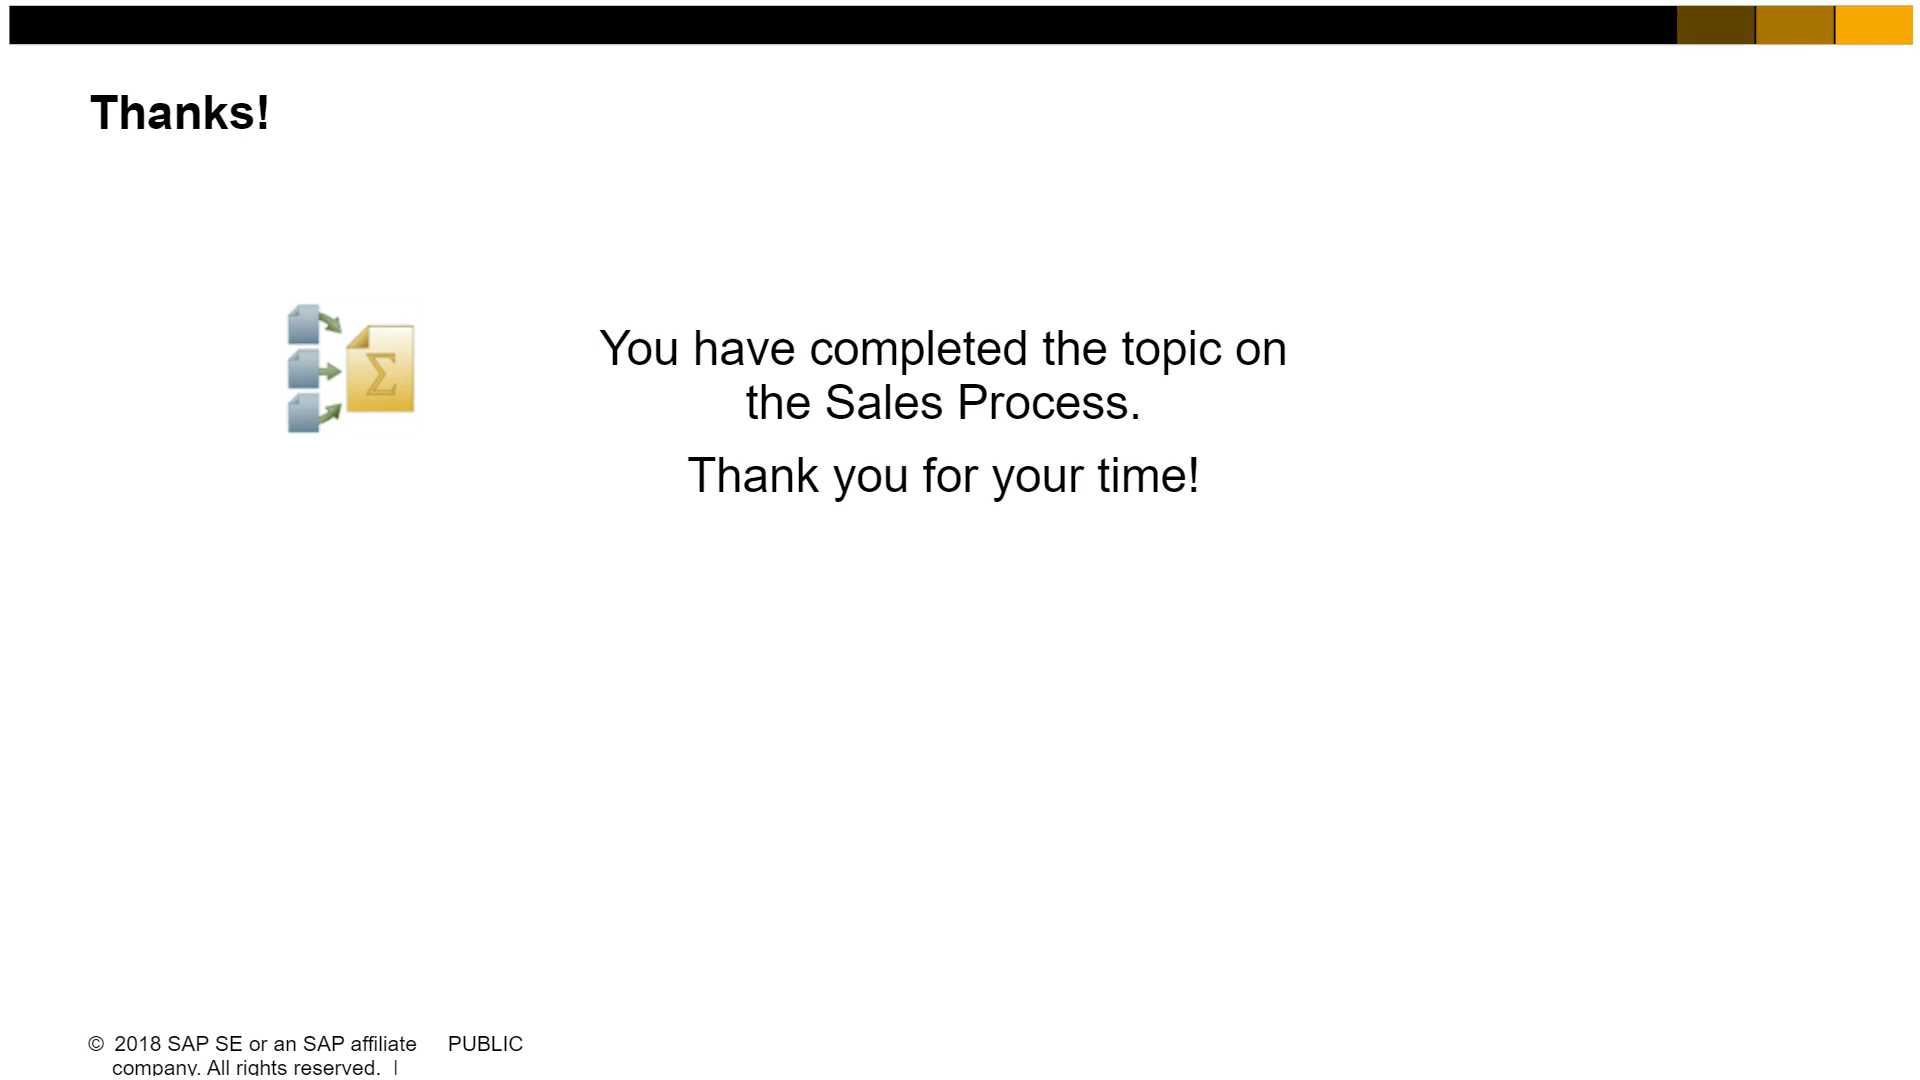 Thanks!
Σ
You have completed the topic on
the Sales Process.
Thank you for your time!
© 2018 SAP SE or an SAP affiliate PUBLIC
company. All rights reserved. |